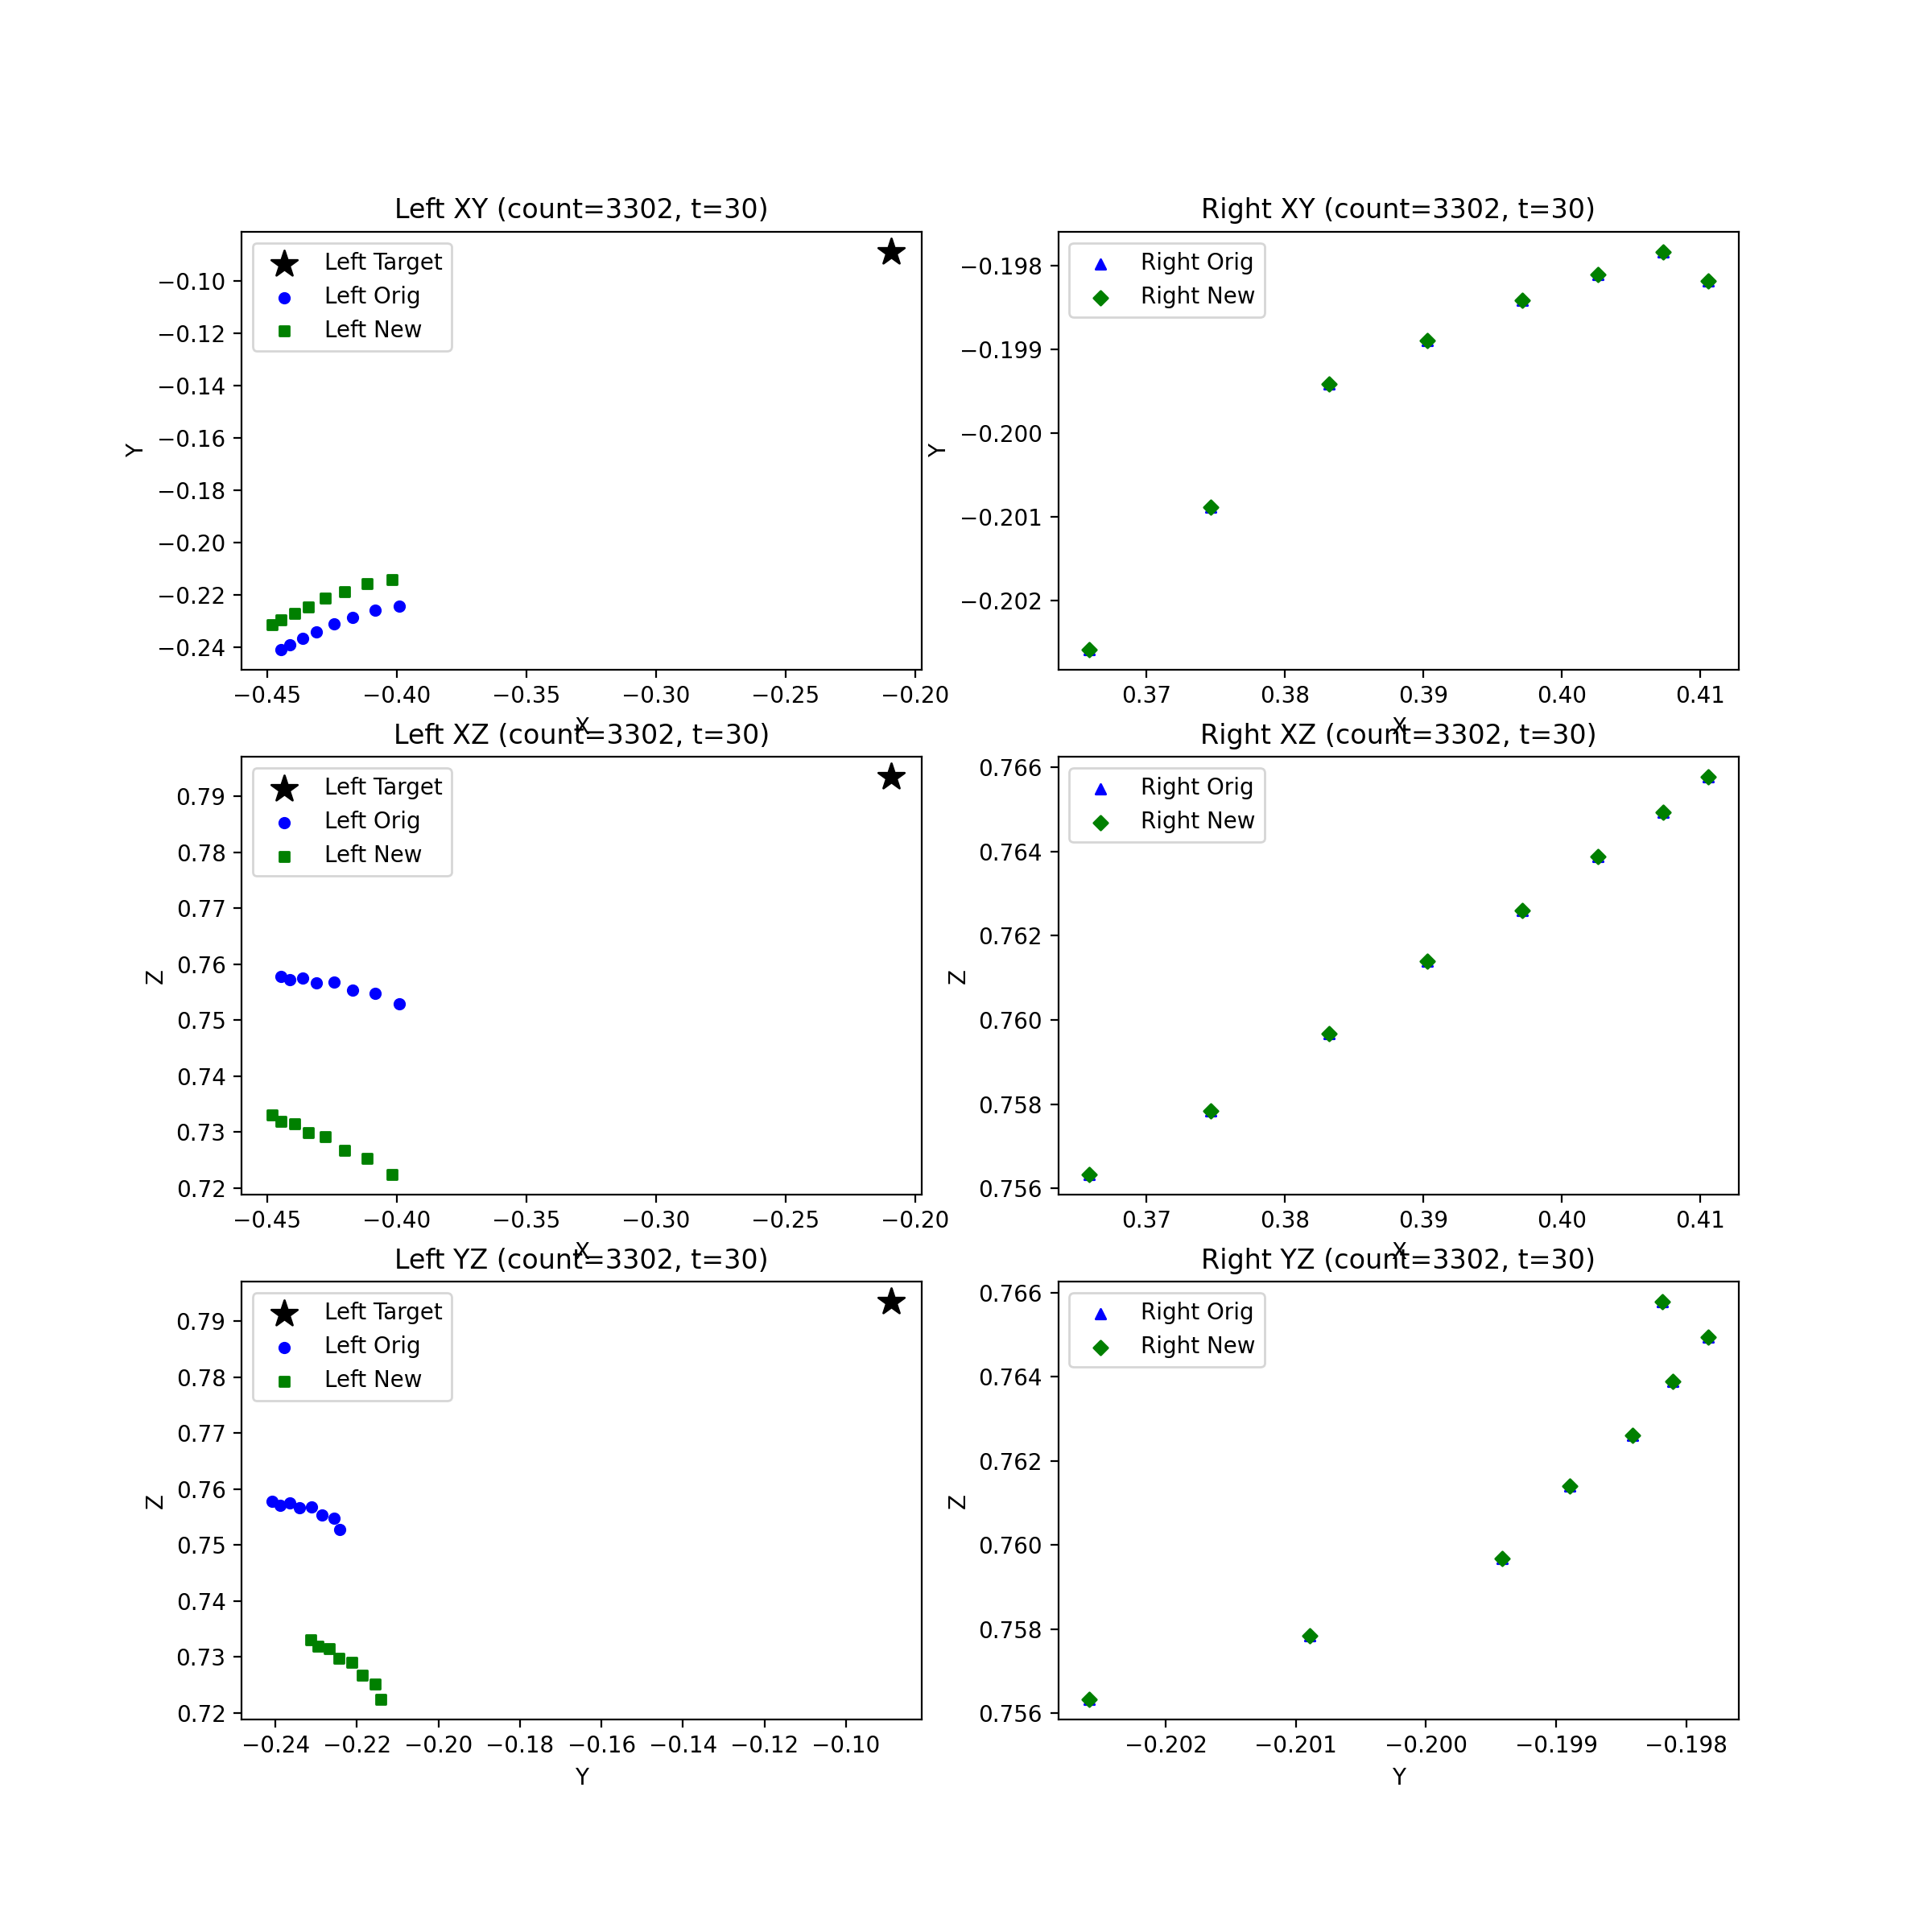 Left XY (count=3302, t=30)
Left Target
Left Orig
Left New
−0.10
−0.12
−0.14
−0.16
−0.18
−0.20
−0.22
−0.24
Y
−0.45
−0.40
−0.35
−0.30
−0.25
−0.20
X
Right XY (count=3302, t=30)
Right Orig
Right New
−0.198
−0.199
−0.200
−0.201
−0.202
Y
0.37
0.38
0.39
0.40
0.41
X
Left XZ (count=3302, t=30)
Left Target
Left Orig
Left New
0.79
0.78
0.77
0.76
0.75
0.74
0.73
0.72
Z
−0.45
−0.40
−0.35
−0.30
−0.25
−0.20
X
Right XZ (count=3302, t=30)
Right Orig
Right New
0.766
0.764
0.762
0.760
0.758
0.756
Z
0.37
0.38
0.39
0.40
0.41
X
Left YZ (count=3302, t=30)
Left Target
Left Orig
Left New
0.79
0.78
0.77
0.76
0.75
0.74
0.73
0.72
Z
−0.24
−0.22
−0.20
−0.18
−0.16
−0.14
−0.12
−0.10
Y
Right YZ (count=3302, t=30)
Right Orig
Right New
0.766
0.764
0.762
0.760
0.758
0.756
Z
−0.202
−0.201
−0.200
−0.199
−0.198
Y